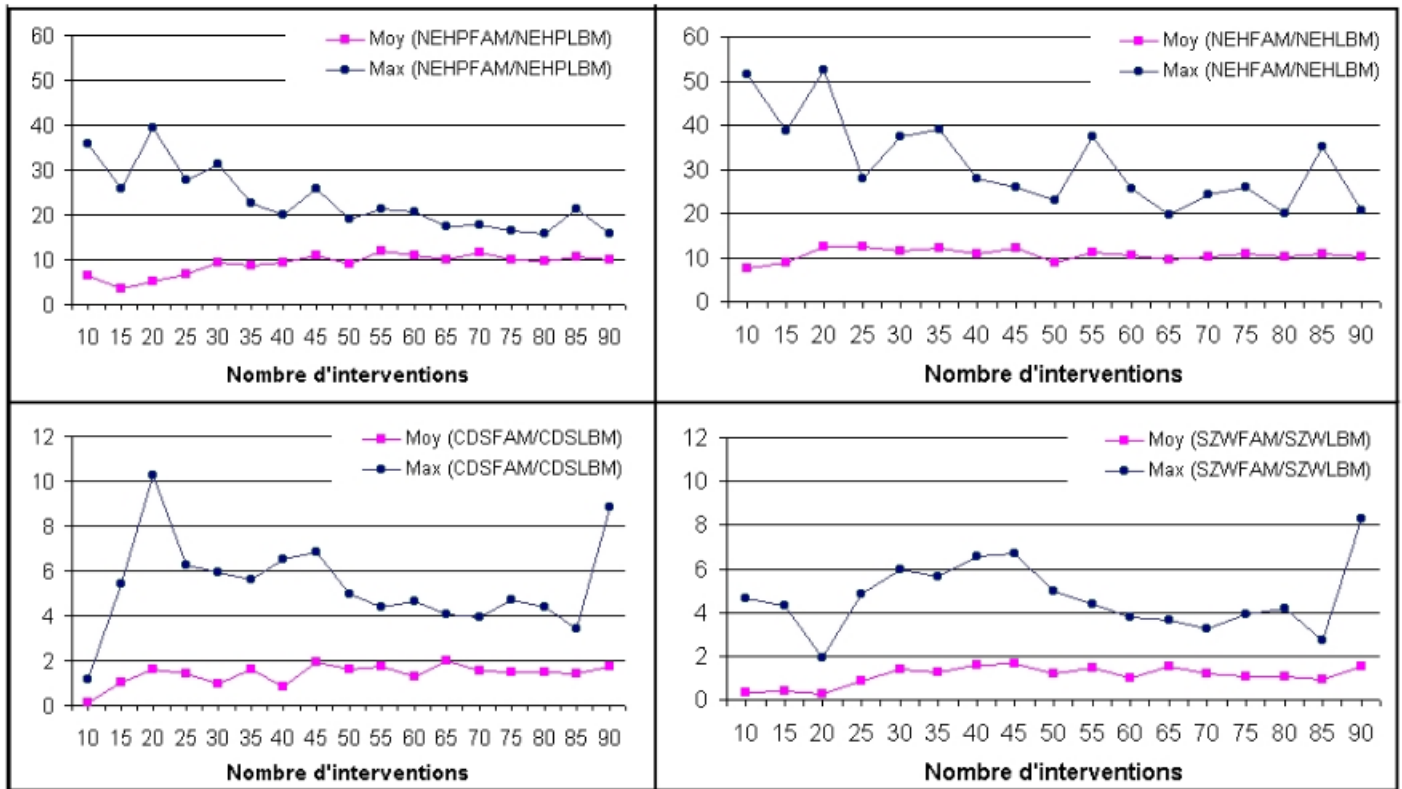 60
50
40
30
20
10
0
Moy (NEHPFAM/NEHPLBM)
Max (NEHPFAM/NEHPLBM)
10 15 20 25 30 35 40 45 50 55 60 65 70 75 80 85 90
Nombre d'interventions
60
50
40
30
20
10
0
Moy (NEHFAM/NEHLBM)
Max (NEHFAM/NEHLBM)
10 15 20 25 30 35 40 45 50 55 60 65 70 75 80 85 90
Nombre d'interventions
12
10
8
6
4
2
0
Moy (CDSFAM/CDSLBM)
Max (CDSFAM/CDSLBM)
10 15 20 25 30 35 40 45 50 55 60 65 70 75 80 85 90
Nombre d'interventions
12
10
8
6
4
2
0
Moy (SZWFAM/SZWLBM)
Max (SZWFAM/SZWLBM)
10 15 20 25 30 35 40 45 50 55 60 65 70 75 80 85 90
Nombre d'interventions